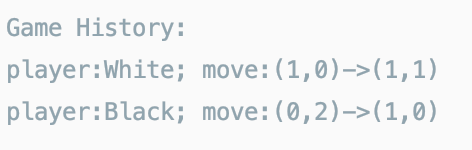 Game History:
player:White; move:(1,0)->(1,1)
player:Black; move:(0,2)->(1,0)